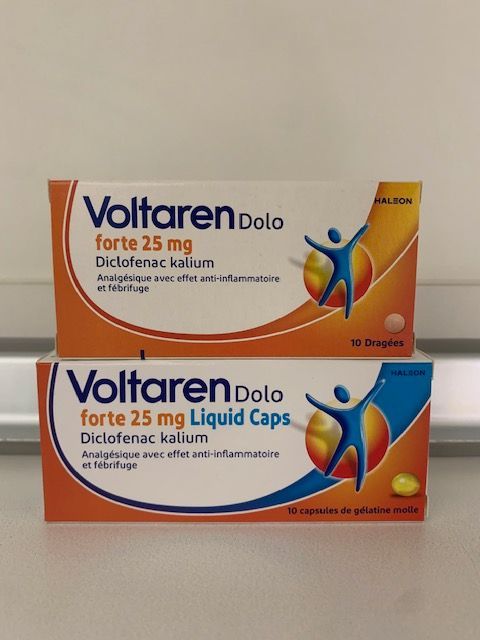 Voltaren Dolo
HALEON
forte 25 mg
Diclofenac kalium
Analgésique avec effet anti-inflammatoire
et fébrifuge
10 Dragées
Voltaren Dolo
HALEON
forte 25 mg Liquid Caps
Diclofenac kalium
Analgésique avec effet anti-inflammatoire
et fébrifuge
10 capsules de gélatine molle